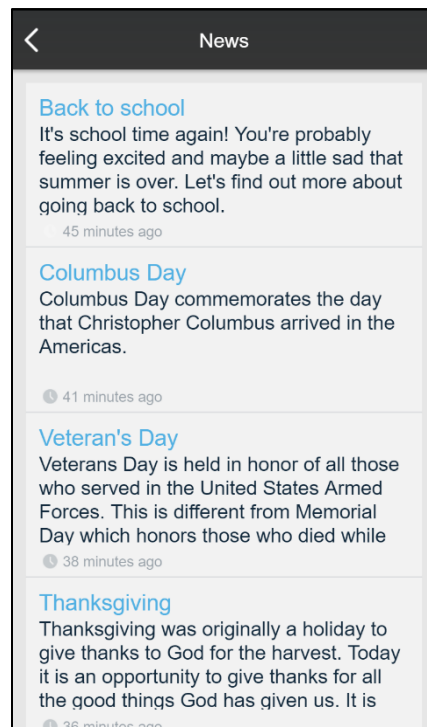 News
Back to school
It's school time again! You're probably
feeling excited and maybe a little sad that
summer is over. Let's find out more about
going back to school.
45 minutes ago
Columbus Day
Columbus Day commemorates the day
that Christopher Columbus arrived in the
Americas.
41 minutes ago
Veteran's Day
Veterans Day is held in honor of all those
who served in the United States Armed
Forces. This is different from Memorial
Day which honors those who died while
38 minutes ago
Thanksgiving
Thanksgiving was originally a holiday to
give thanks to God for the harvest. Today
it is an opportunity to give thanks for all
the good things God has given us. It is
36 minutes ago